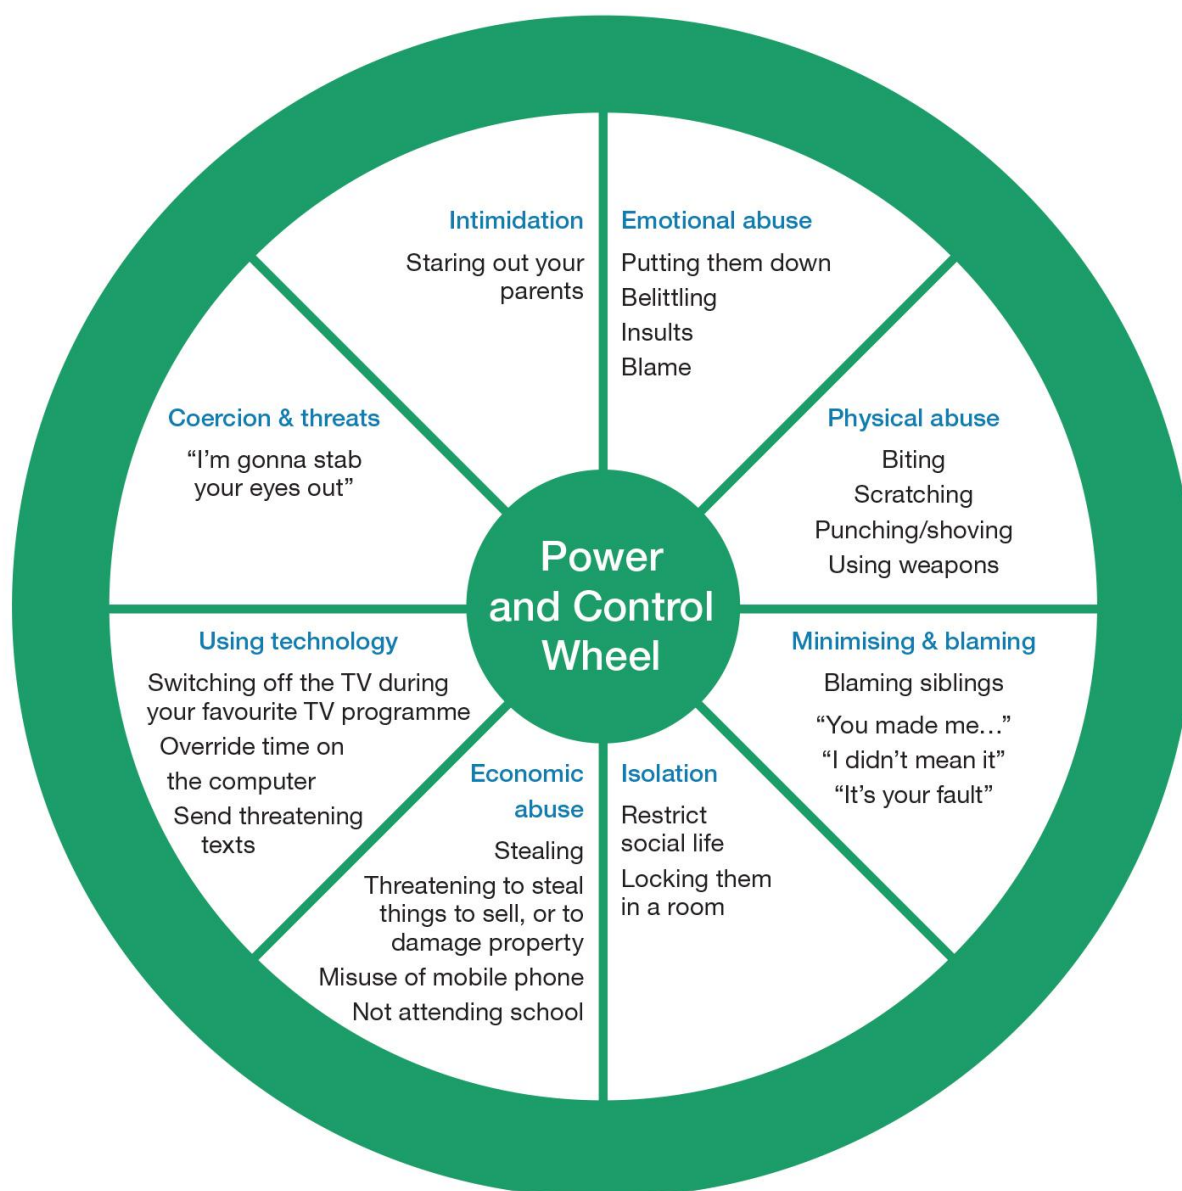 Intimidation
Staring out your
parents
Emotional abuse
Putting them down
Belittling
Insults
Blame
Coercion & threats
“I’m gonna stab
your eyes out”
Physical abuse
Biting
Scratching
Punching/shoving
Using weapons
Power
and Control
Wheel
Using technology
Switching off the TV during
your favourite TV programme
Override time on
the computer
Send threatening
texts
Minimising & blaming
Blaming siblings
“You made me…”
“I didn’t mean it”
“It’s your fault”
Economic
abuse
Stealing
Threatening to steal
things to sell, or to
damage property
Misuse of mobile phone
Not attending school
Isolation
Restrict
social life
Locking them
in a room